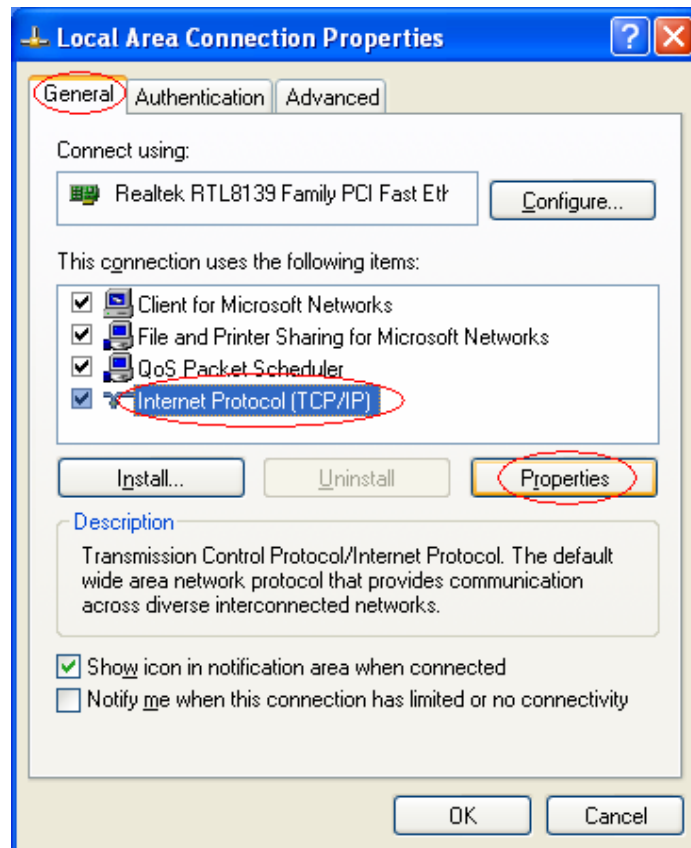 Local Area Connection Properties
General Authentication Advanced
Connect using:
Realtek RTL8139 Family PCI Fast Eth
Configure...
This connection uses the following items:
Client for Microsoft Networks
File and Printer Sharing for Microsoft Networks
QoS Packet Scheduler
Internet Protocol (TCP/IP)
Install... Uninstall Properties
Description
Transmission Control Protocol/Internet Protocol. The default
wide area network protocol that provides communication
across diverse interconnected networks.
Show icon in notification area when connected
Notify me when this connection has limited or no connectivity
OK Cancel